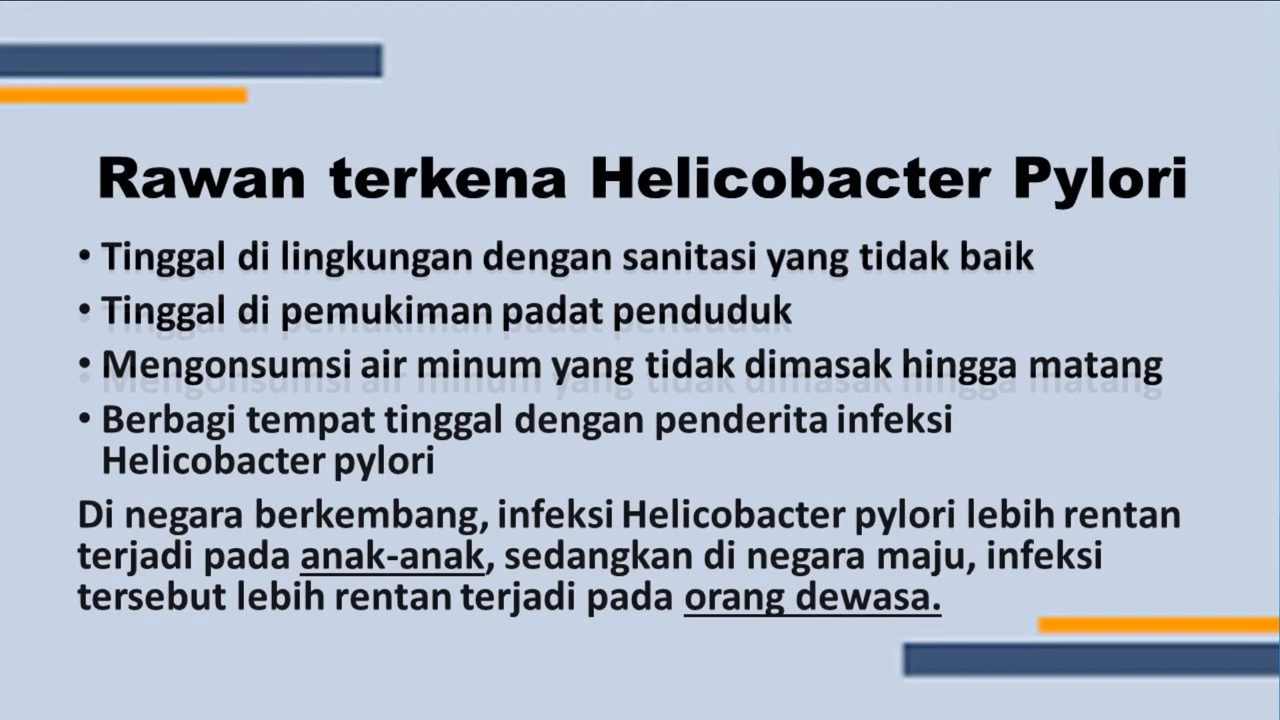 Rawan terkena Helicobacter Pylori
• Tinggal di lingkungan dengan sanitasi yang tidak baik
• Tinggal di pemukiman padat penduduk
• Mengonsumsi air minum yang tidak dimasak hingga matang
• Berbagi tempat tinggal dengan penderita infeksi
Helicobacter pylori
Di negara berkembang, infeksi Helicobacter pylori lebih rentan
terjadi pada anak-anak, sedangkan di negara maju, infeksi
tersebut lebih rentan terjadi pada orang dewasa.